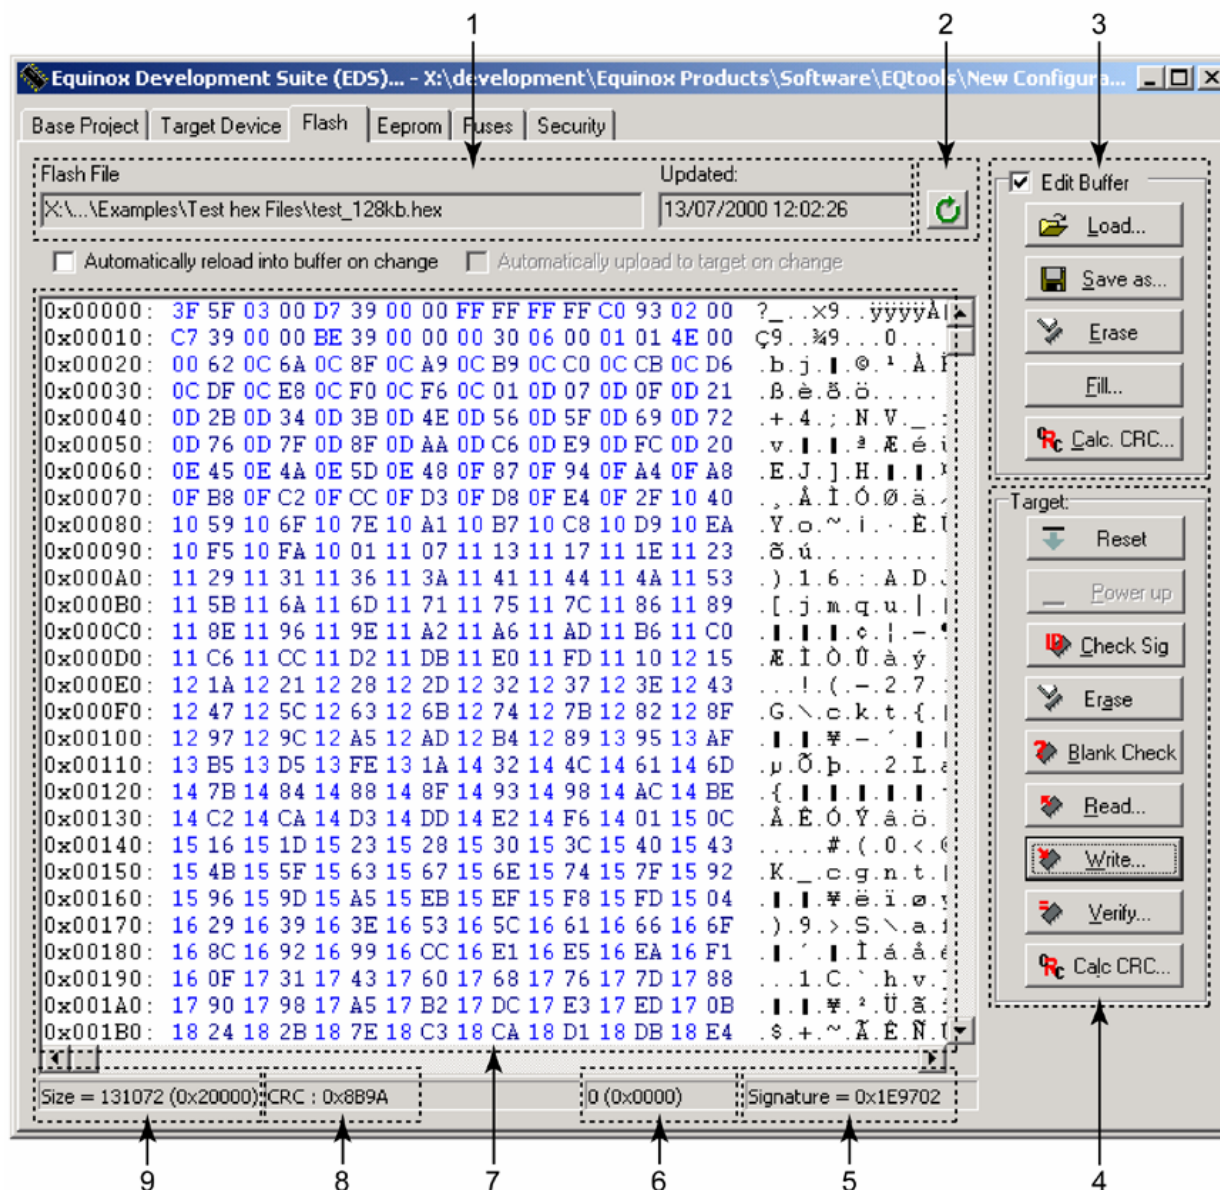 1 2 3
Equinox Development Suite (EDS)... - X:\development\Equinox Products\Software\EQtools\New Configura...
Base Project Target Device Flash Eeprom Fuses Security
Flash File Updated:
X:\...\Examples\Test hex Files\test_128kb.hex 13/07/2000 12:02:26
Automatically reload into buffer on change Automatically upload to target on change
Edit Buffer
Load...
Save as...
Erase
Fill...
Calc. CRC...
Target:
Reset
Power up
Check Sig
Erase
Blank Check
Read...
Write...
Verify...
Calc CRC...
0x00000: 3F 5F 03 00 D7 39 00 00 FF FF FF FF C0 93 02 00 ?_..×9..ÿÿÿÿÀ
0x00010: C7 39 00 00 BE 39 00 00 00 30 06 00 01 01 4E 00 Ç9..¾9...0....
0x00020: 00 62 0C 6A 0C 8F 0C A9 0C B9 0C C0 0C CB 0C D6 .b.j.▮.©.¹.À.
0x00030: 0C DF 0C E8 0C F0 0C F6 0C 01 0D 07 0D 0F 0D 21 .ß.è.ð.ö......
0x00040: 0D 2B 0D 34 0D 3B 0D 4E 0D 56 0D 5F 0D 69 0D 72 .+.4.;.N.V._.
0x00050: 0D 76 0D 7F 0D 8F 0D AA 0D C6 0D E9 0D FC 0D 20 .v.▮.▮.ª.Æ.é.
0x00060: 0E 45 0E 4A 0E 5D 0E 48 0F 87 0F 94 0F A4 0F A8 .E.J.].H.▮.▮.
0x00070: 0F B8 0F C2 0F CC 0F D3 0F D8 0F E4 0F 2F 10 40 .¸.Â.Ì.Ó.Ø.ä./
0x00080: 10 59 10 6F 10 7E 10 A1 10 B7 10 C8 10 D9 10 EA .Y.o.~.¡.·.È.
0x00090: 10 F5 10 FA 10 01 11 07 11 13 11 17 11 1E 11 23 .õ.ú..........
0x000A0: 11 29 11 31 11 36 11 3A 11 41 11 44 11 4A 11 53 .).1.6.:.A.D.
0x000B0: 11 5B 11 6A 11 6D 11 71 11 75 11 7C 11 86 11 89 .[.j.m.q.u.|.
0x000C0: 11 8E 11 96 11 9E 11 A2 11 A6 11 AD 11 B6 11 C0 .▮.▮.▮.¢.¦.-.
0x000D0: 11 C6 11 CC 11 D2 11 DB 11 E0 11 FD 11 10 12 15 .Æ.Ì.Ò.Û.à.ý.
0x000E0: 12 1A 12 21 12 28 12 2D 12 32 12 37 12 3E 12 43 ...!.(.-.2.7.
0x000F0: 12 47 12 5C 12 63 12 6B 12 74 12 7B 12 82 12 8F .G.\.c.k.t.{.
0x00100: 12 97 12 9C 12 A5 12 AD 12 B4 12 89 13 95 13 AF .▮.▮.¥.-.´.▮.
0x00110: 13 B5 13 D5 13 FE 13 1A 14 32 14 4C 14 61 14 6D .µ.Õ.þ...2.L.a
0x00120: 14 7B 14 84 14 88 14 8F 14 93 14 98 14 AC 14 BE .{.▮.▮.▮.▮.▮.
0x00130: 14 C2 14 CA 14 D3 14 DD 14 E2 14 F6 14 01 15 0C .Â.Ê.Ó.Ý.â.ö.
0x00140: 15 16 15 1D 15 23 15 28 15 30 15 3C 15 40 15 43 .....#.(.0.<.@
0x00150: 15 4B 15 5F 15 63 15 67 15 6E 15 74 15 7F 15 92 .K._.c.g.n.t.
0x00160: 15 96 15 9D 15 A5 15 EB 15 EF 15 F8 15 FD 15 04 .▮.▮.¥.ë.ï.ø.
0x00170: 16 29 16 39 16 3E 16 53 16 5C 16 61 16 66 16 6F .).9.>.S.\.a.
0x00180: 16 8C 16 92 16 99 16 CC 16 E1 16 E5 16 EA 16 F1 .▮.▮.▮.Ì.á.å.
0x00190: 16 0F 17 31 17 43 17 60 17 68 17 76 17 7D 17 88 ...1.C.`.h.v.
0x001A0: 17 90 17 98 17 A5 17 B2 17 DC 17 E3 17 ED 17 0B .▮.▮.¥.².Ü.ã.
0x001B0: 18 24 18 2B 18 7E 18 C3 18 CA 18 D1 18 DB 18 E4 .$.+.~.Ã.Ê.Ñ.
Size = 131072 (0x20000) CRC : 0x8B9A 0 (0x0000) Signature = 0x1E9702
9 8 7 6 5 4